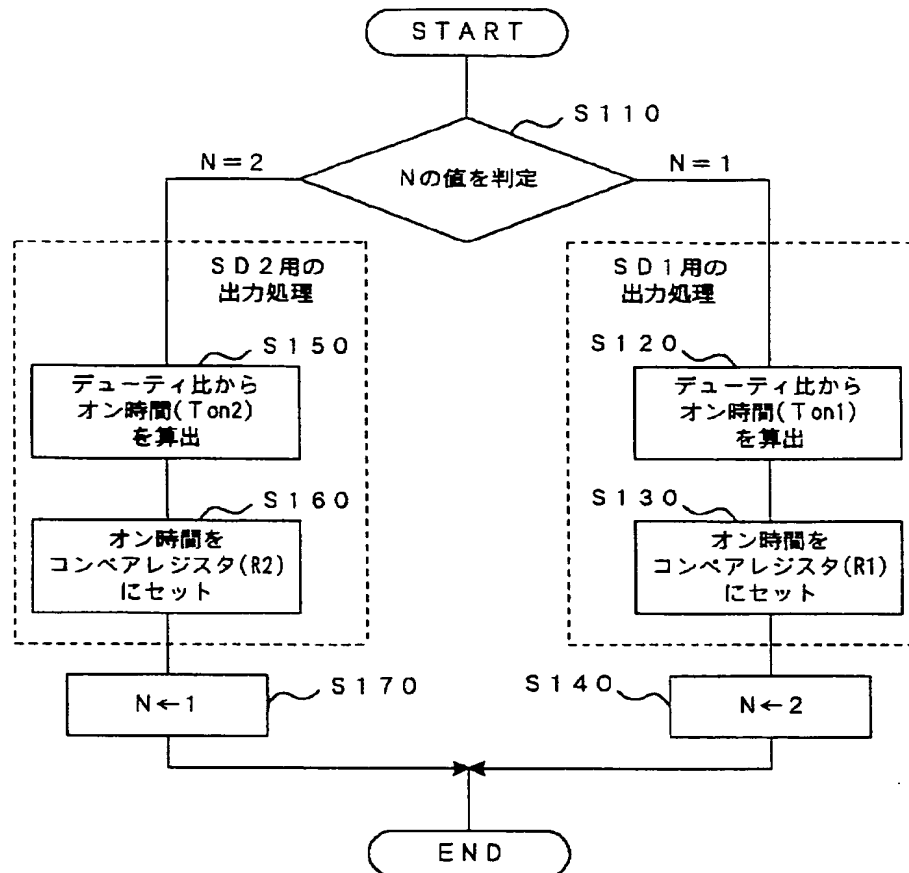 START
S110
Nの値を判定
N=2
N=1
SD2用の
出力処理
S150
デューティ比から
オン時間(Ton2)
を算出
S160
オン時間を
コンペアレジスタ(R2)
にセット
S170
N←1
SD1用の
出力処理
S120
デューティ比から
オン時間(Ton1)
を算出
S130
オン時間を
コンペアレジスタ(R1)
にセット
S140
N←2
END